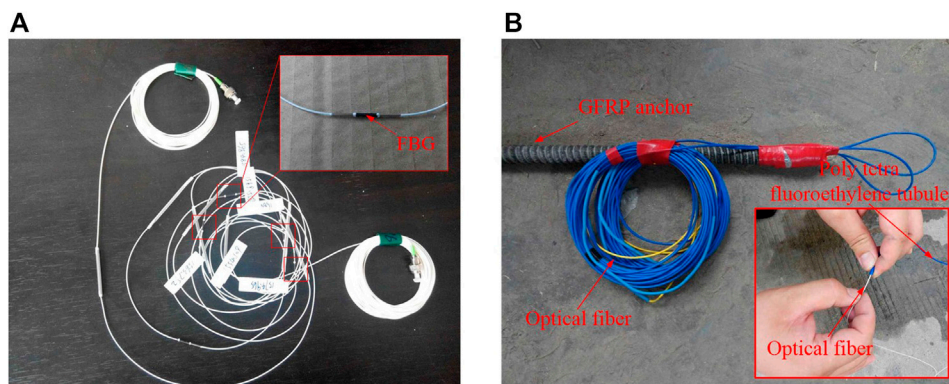 A
B
FBG
GFRP anchor
Poly tetra
fluoroethylene tubule
Optical fiber
Optical fiber